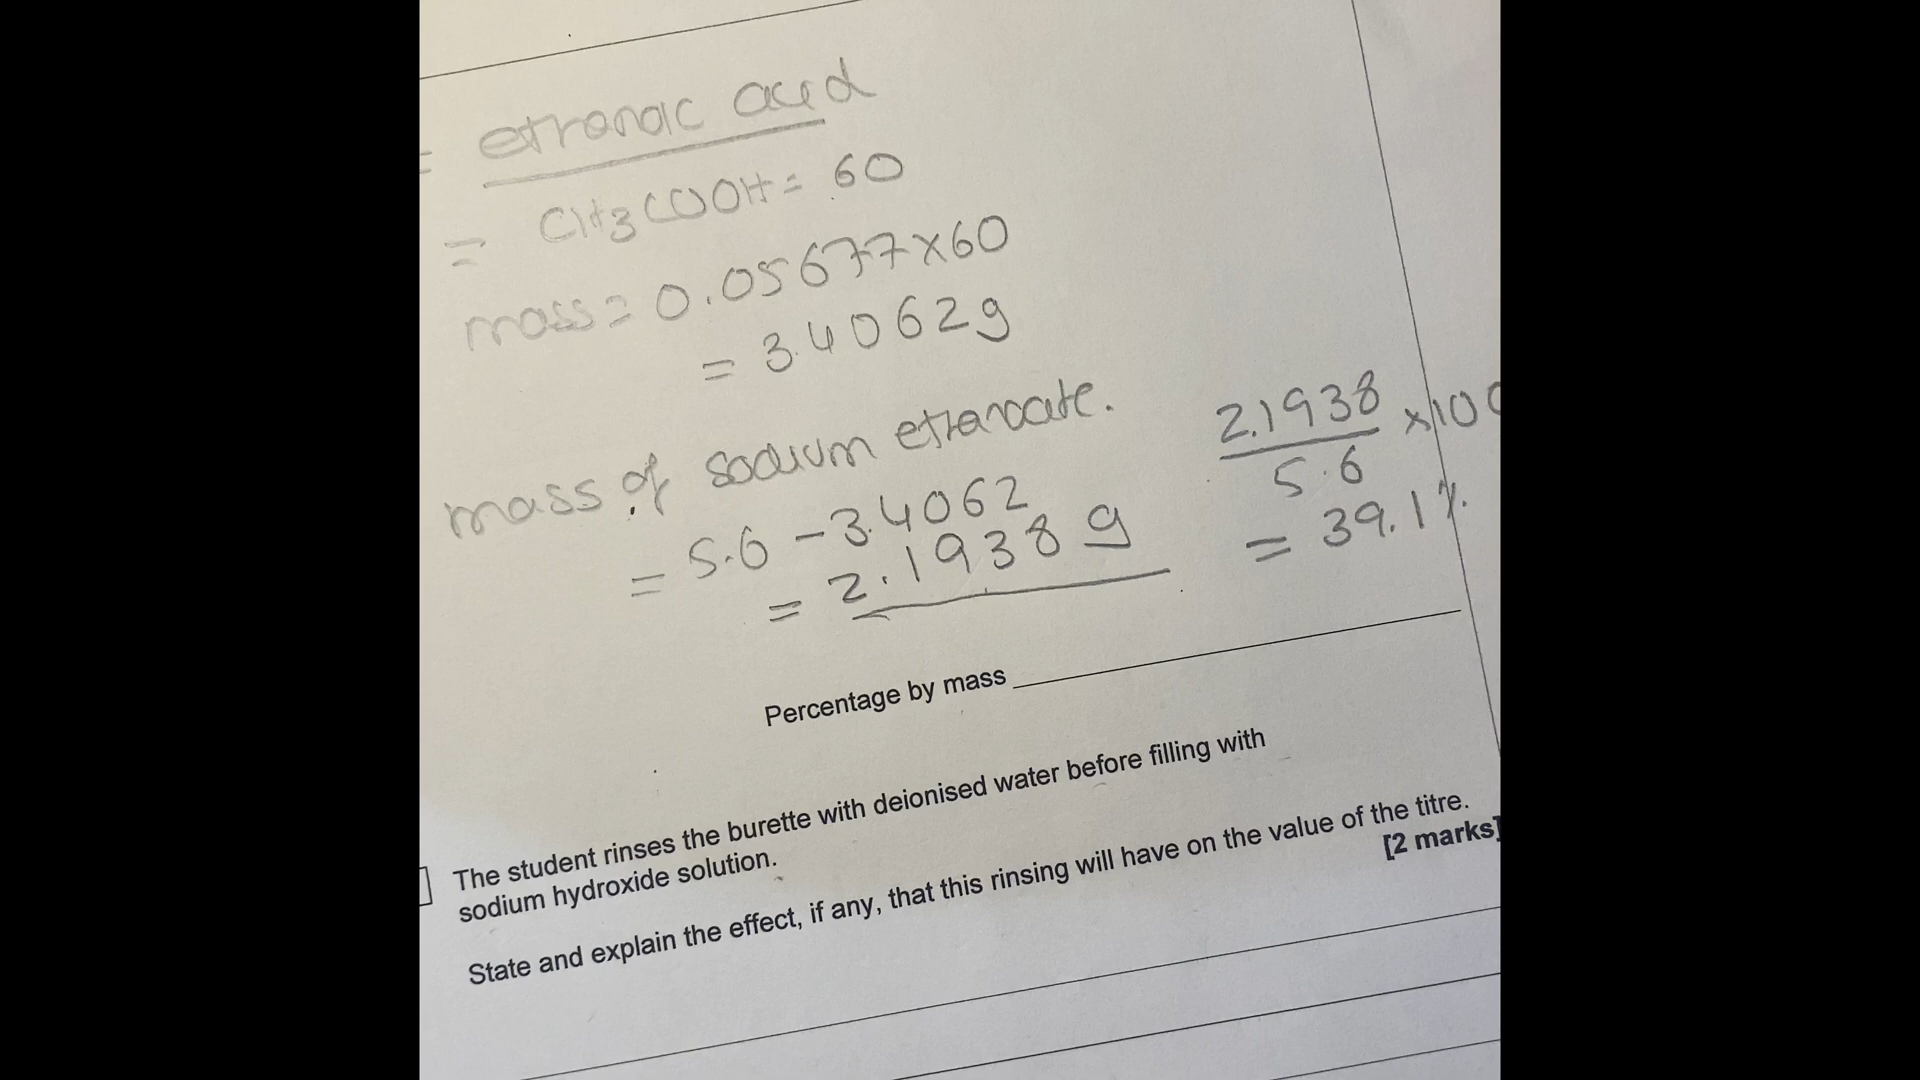 = ethanoic acid
= CH3COOH = 60
mass = 0.05677 x 60
= 3.4062g
mass of sodium ethanoate.
= 5.6 - 3.4062
= 2.1938 g
2.1938
5.6
x100
= 39.1%
Percentage by mass
The student rinses the burette with deionised water before filling with
sodium hydroxide solution.
State and explain the effect, if any, that this rinsing will have on the value of the titre.
[2 marks]